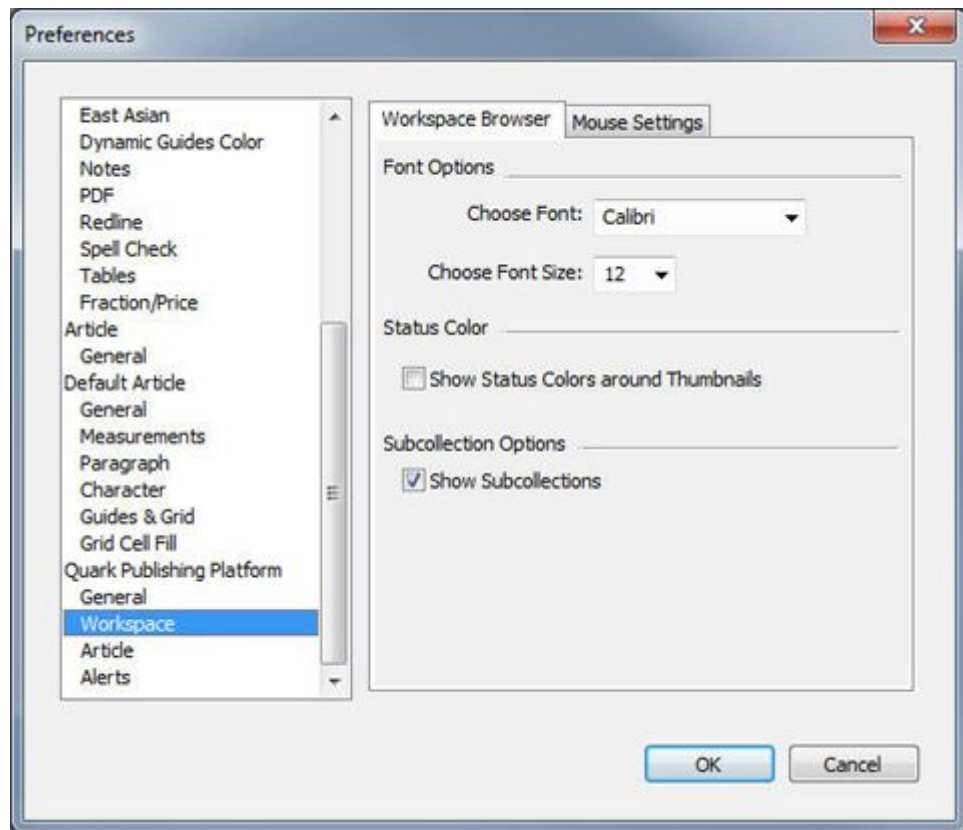 Preferences
East Asian
Dynamic Guides Color
Notes
PDF
Redline
Spell Check
Tables
Fraction/Price
Article
General
Default Article
General
Measurements
Paragraph
Character
Guides & Grid
Grid Cell Fill
Quark Publishing Platform
General
Workspace
Article
Alerts
Workspace Browser Mouse Settings
Font Options
Choose Font: Calibri
Choose Font Size: 12
Status Color
Show Status Colors around Thumbnails
Subcollection Options
Show Subcollections
OK Cancel